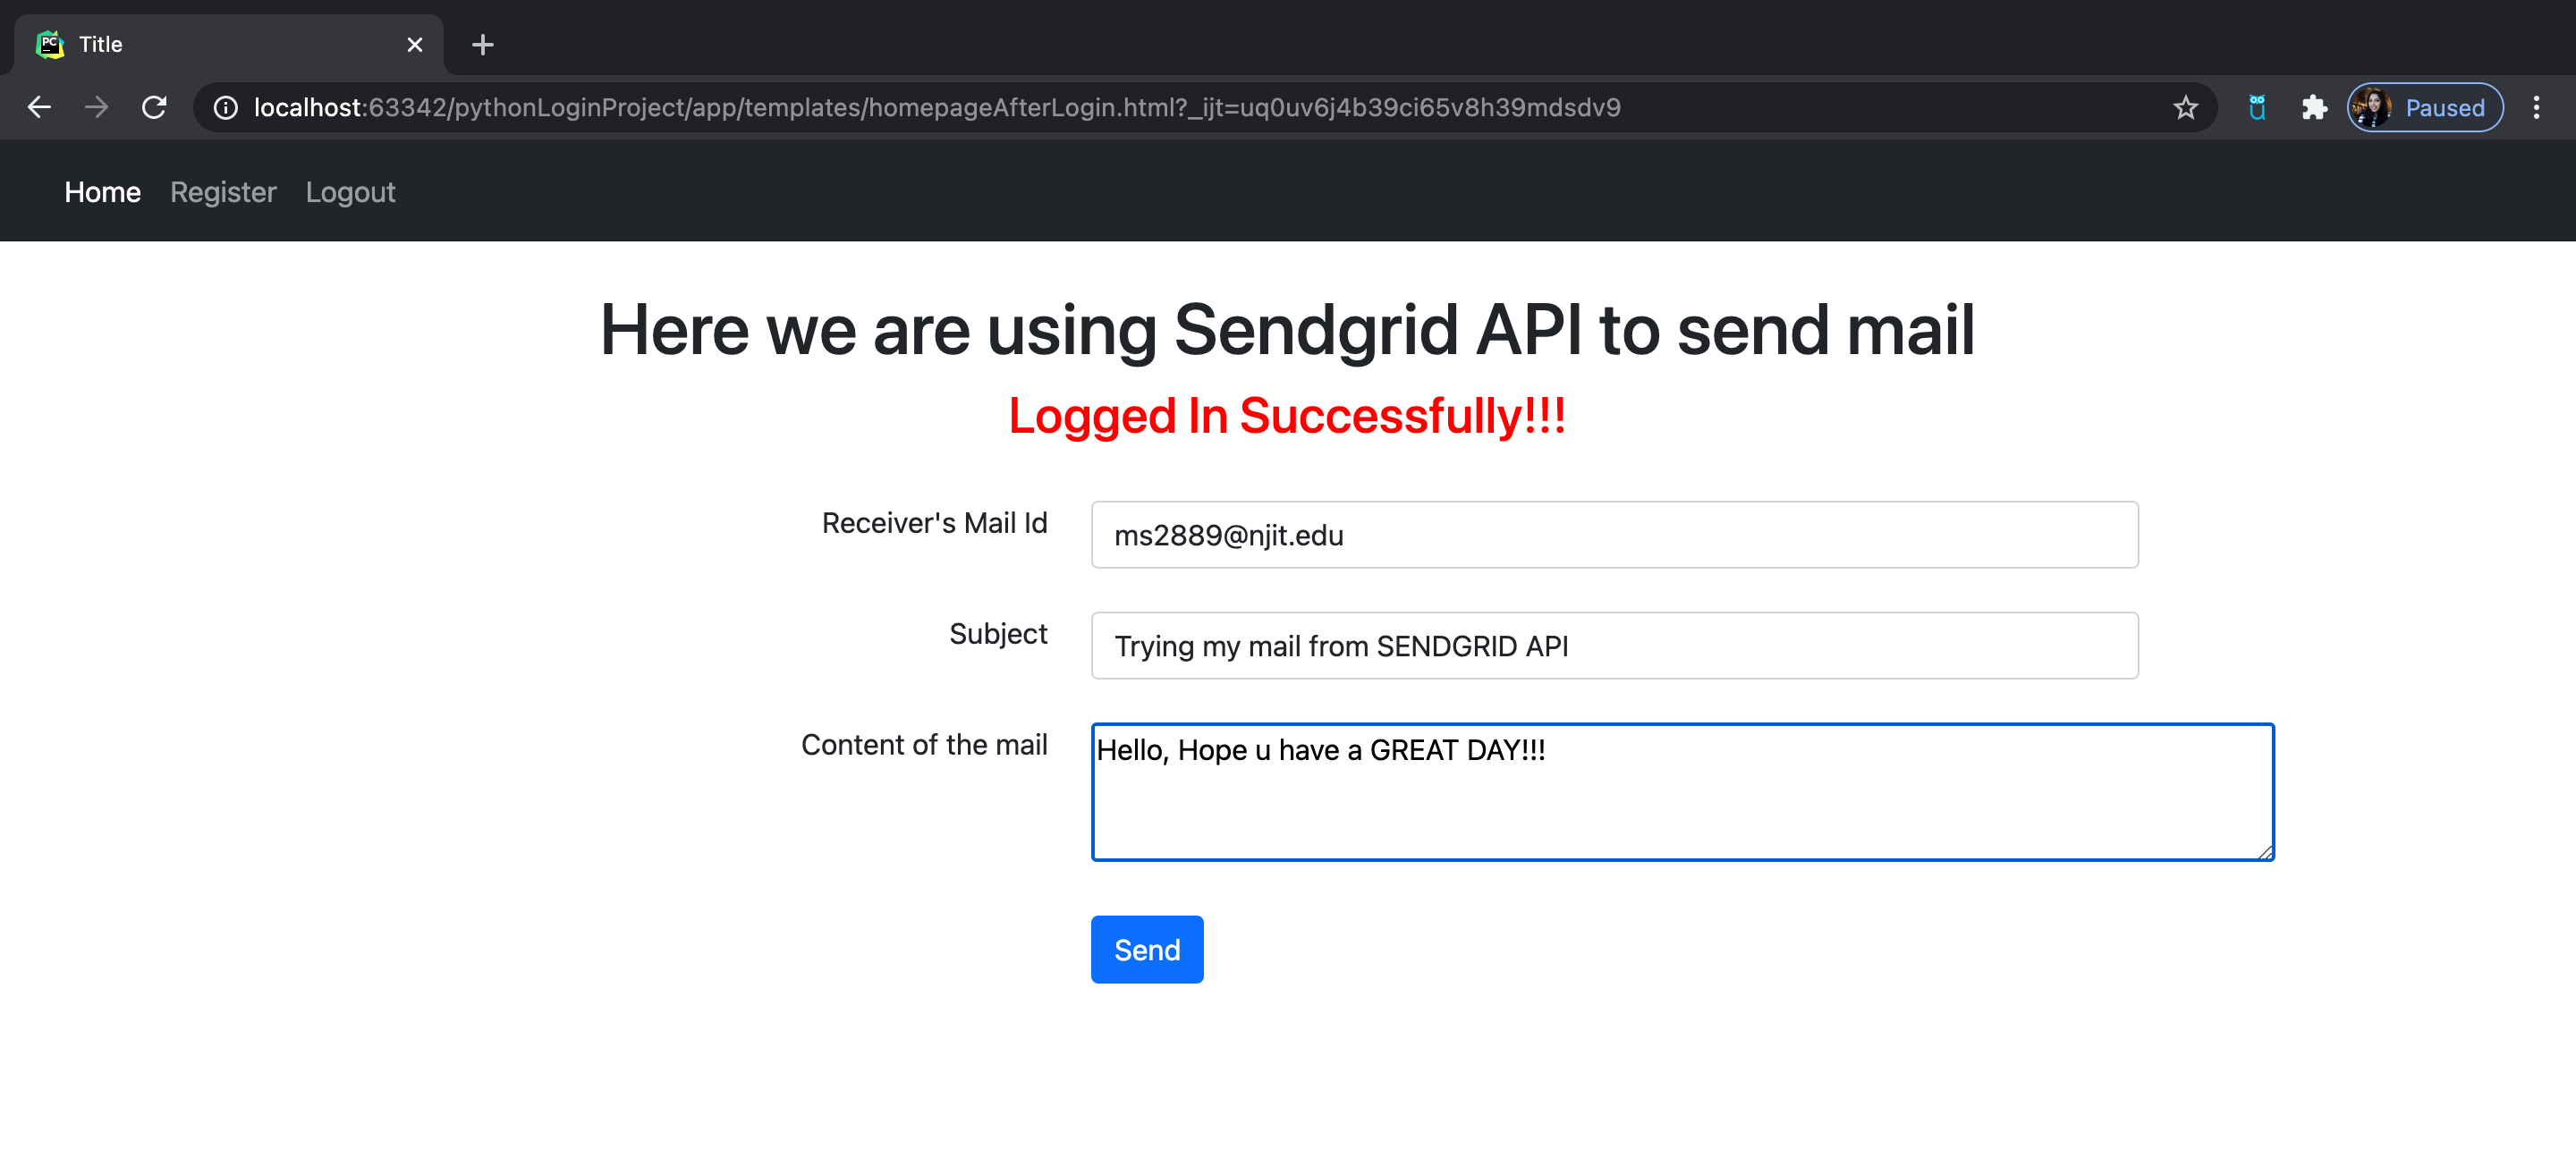 PC Title
localhost:63342/pythonLoginProject/app/templates/homepageAfterLogin.html?_ijt=uq0uv6j4b39ci65v8h39mdsdv9 Paused
Home Register Logout
Here we are using Sendgrid API to send mail
Logged In Successfully!!!
Receiver's Mail Id ms2889@njit.edu
Subject Trying my mail from SENDGRID API
Content of the mail Hello, Hope u have a GREAT DAY!!!
Send